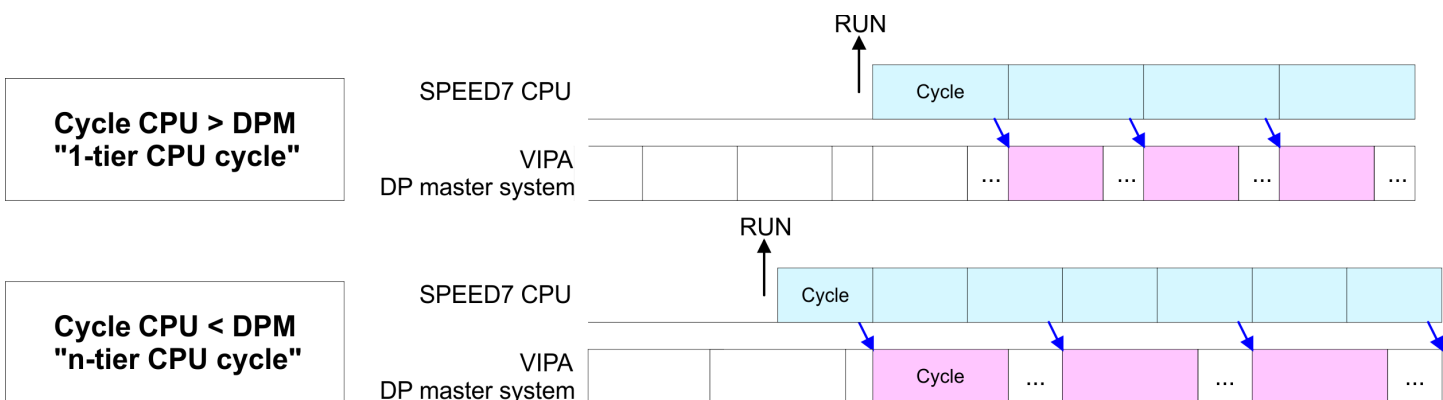 RUN
SPEED7 CPU
Cycle
Cycle CPU > DPM
"1-tier CPU cycle"
VIPA
DP master system
... ... ... ...
RUN
SPEED7 CPU
Cycle
Cycle CPU < DPM
"n-tier CPU cycle"
VIPA
DP master system
Cycle ... ... ...